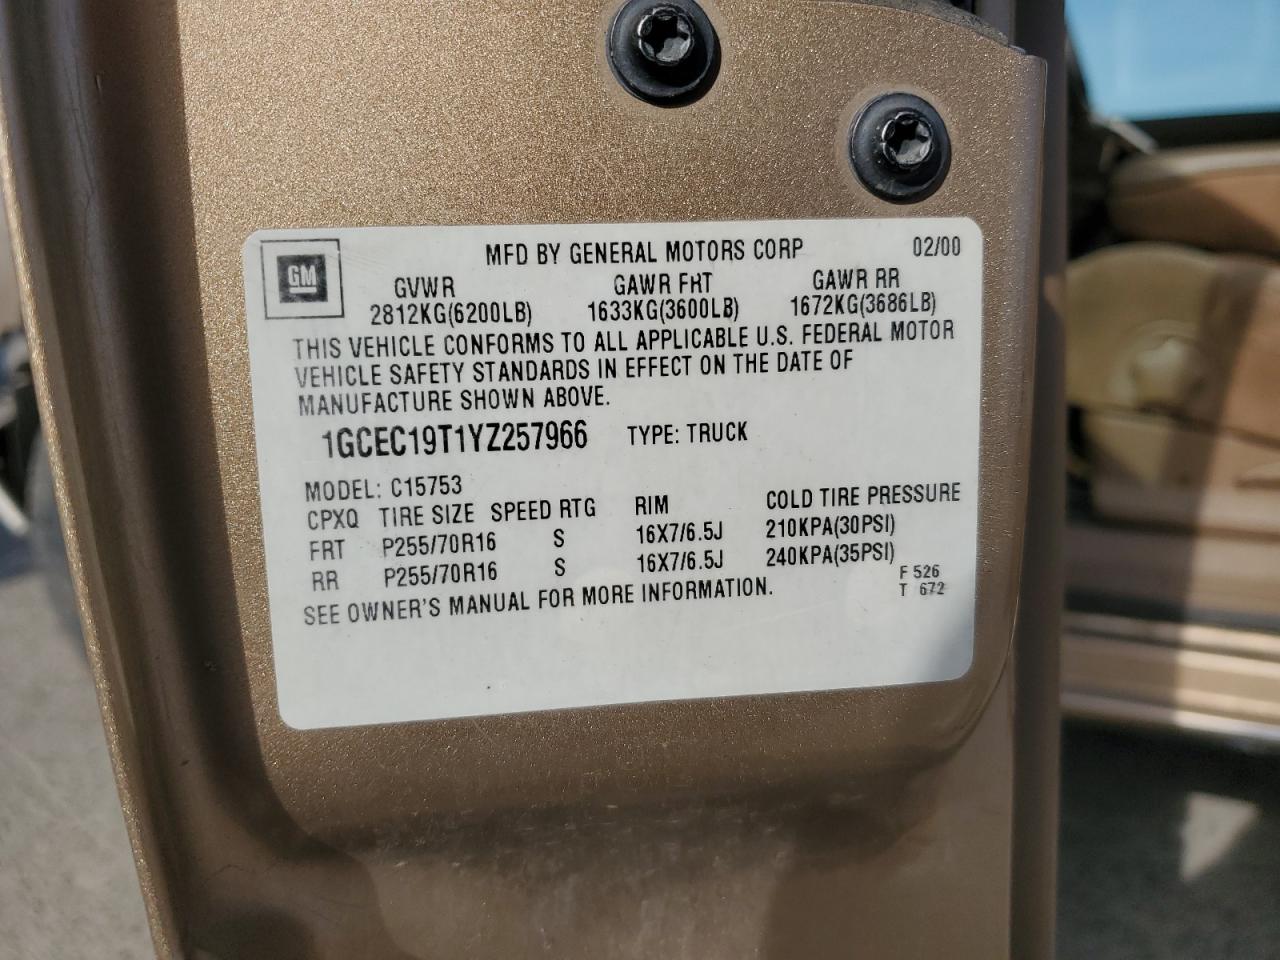 GM
MFD BY GENERAL MOTORS CORP 02/00
GVWR GAWR FRT GAWR RR
2812KG(6200LB) 1633KG(3600LB) 1672KG(3686LB)
THIS VEHICLE CONFORMS TO ALL APPLICABLE U.S. FEDERAL MOTOR
VEHICLE SAFETY STANDARDS IN EFFECT ON THE DATE OF
MANUFACTURE SHOWN ABOVE.
1GCEC19T1YZ257966 TYPE: TRUCK
MODEL: C15753
CPXQ TIRE SIZE SPEED RTG RIM COLD TIRE PRESSURE
FRT P255/70R16 S 16X7/6.5J 210KPA(30PSI)
RR P255/70R16 S 16X7/6.5J 240KPA(35PSI)
SEE OWNER'S MANUAL FOR MORE INFORMATION.
F 526
T 672